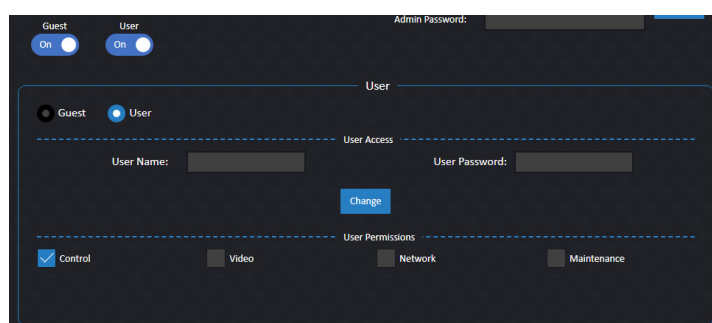 Admin Password:
Guest User
On On
User
Guest User
User Access
User Name: User Password:
Change
User Permissions
Control Video Network Maintenance